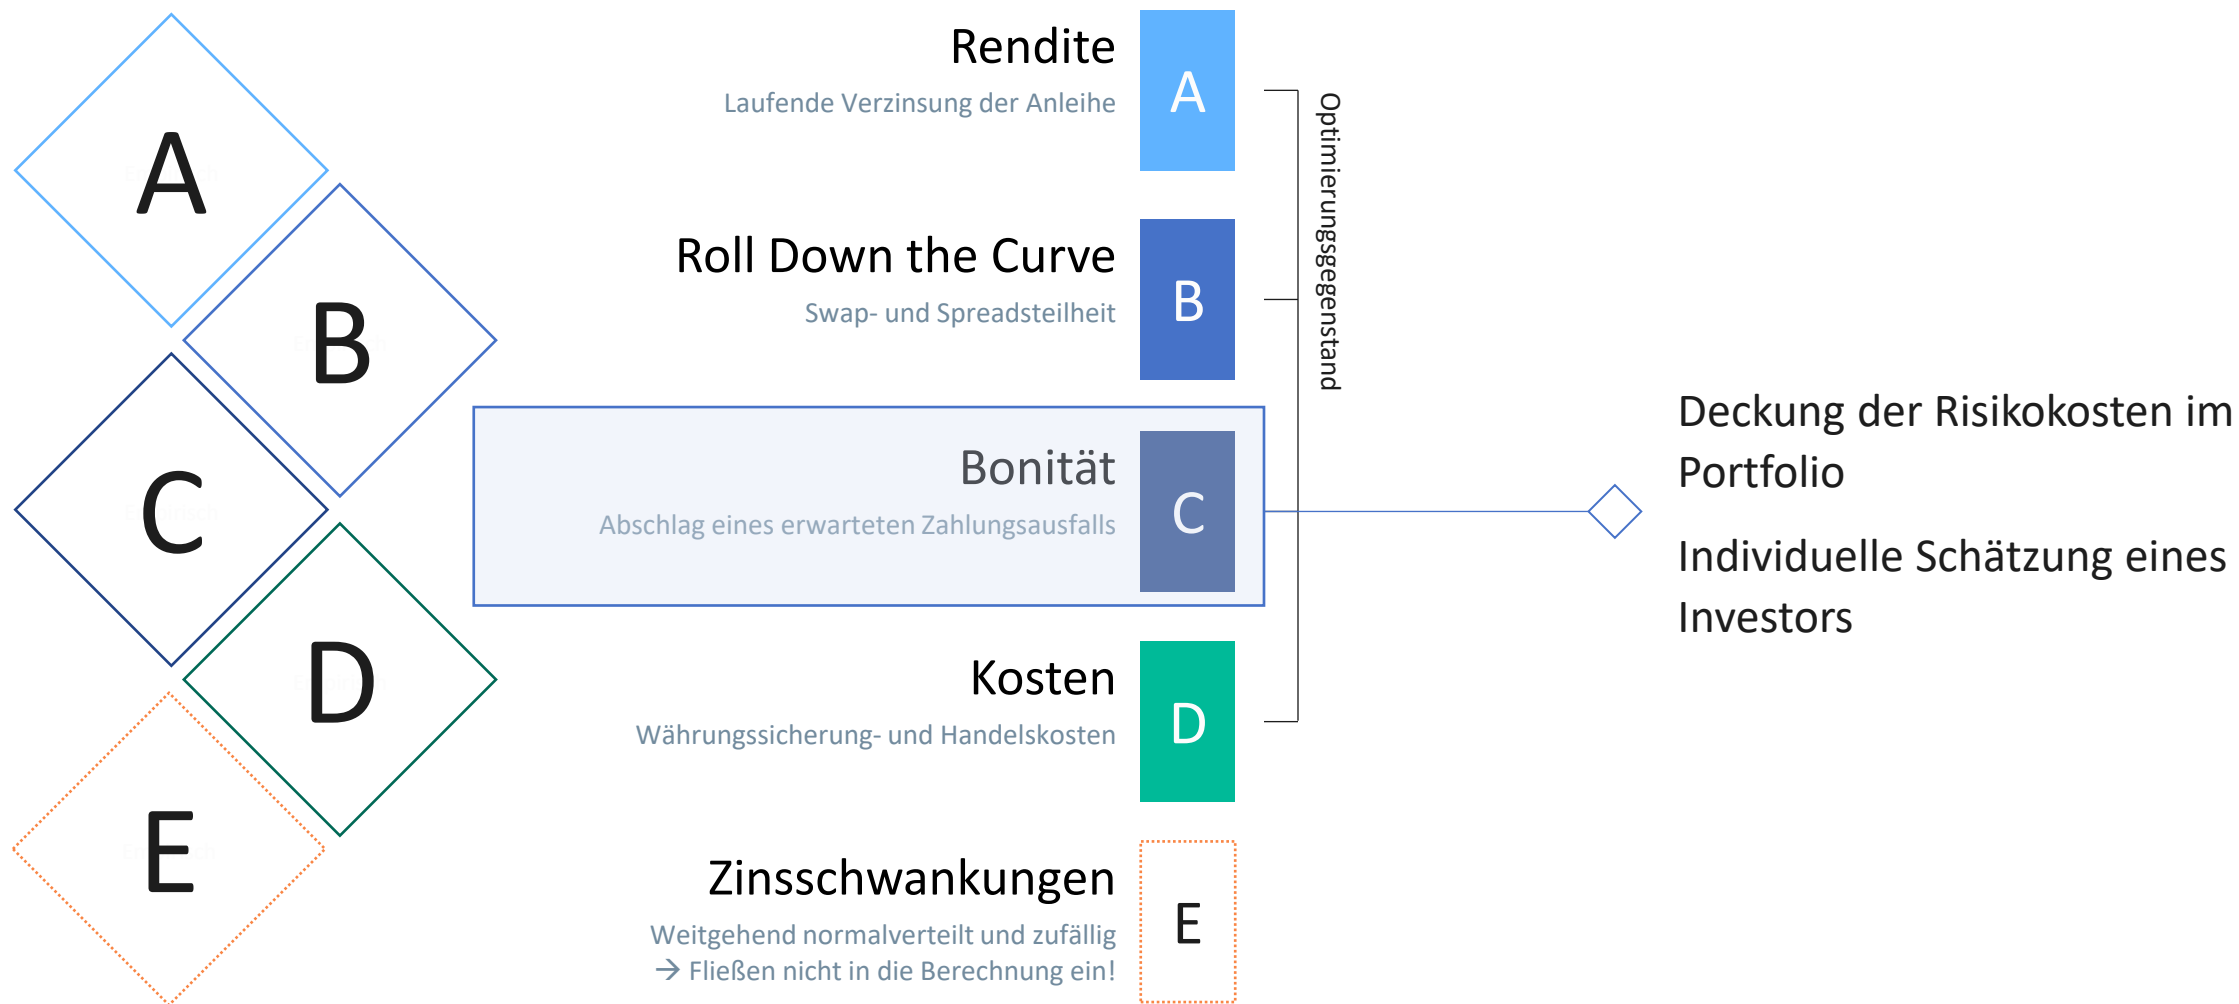 A
B
C
D
E
Rendite
Laufende Verzinsung der Anleihe
A
Roll Down the Curve
Swap- und Spreadsteilheit
B
Bonität
Abschlag eines erwarteten Zahlungsausfalls
C
Kosten
Währungssicherung- und Handelskosten
D
Zinsschwankungen
Weitgehend normalverteilt und zufällig
→ Fließen nicht in die Berechnung ein!
E
Optimierungsgegenstand
Deckung der Risikokosten im
Portfolio
Individuelle Schätzung eines
Investors